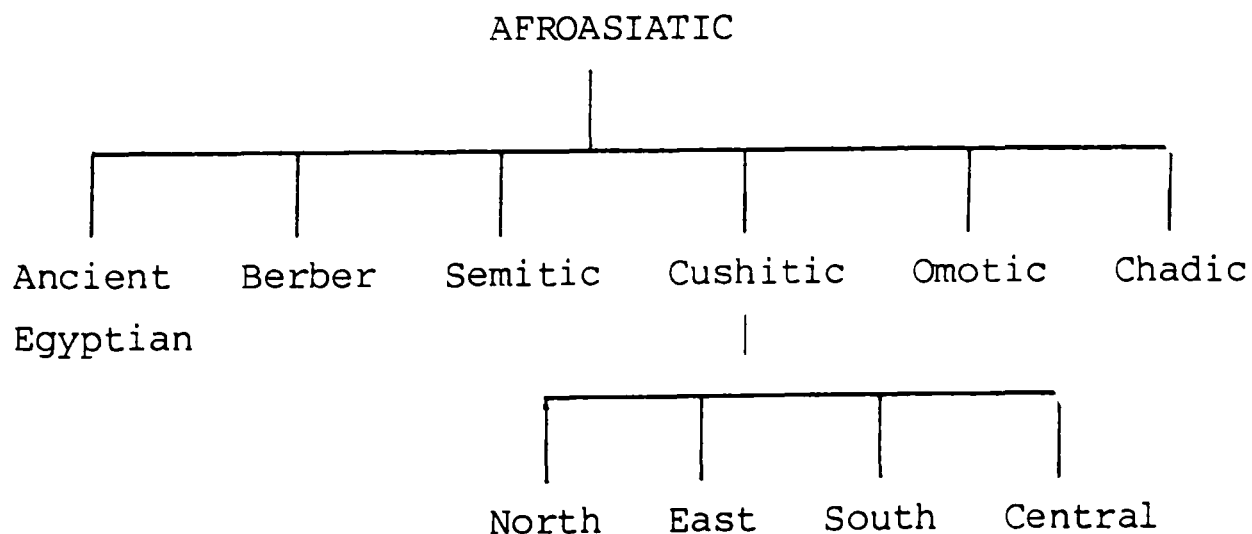 AFROASIATIC
Ancient Berber Semitic Cushitic Omotic Chadic
Egyptian
North East South Central